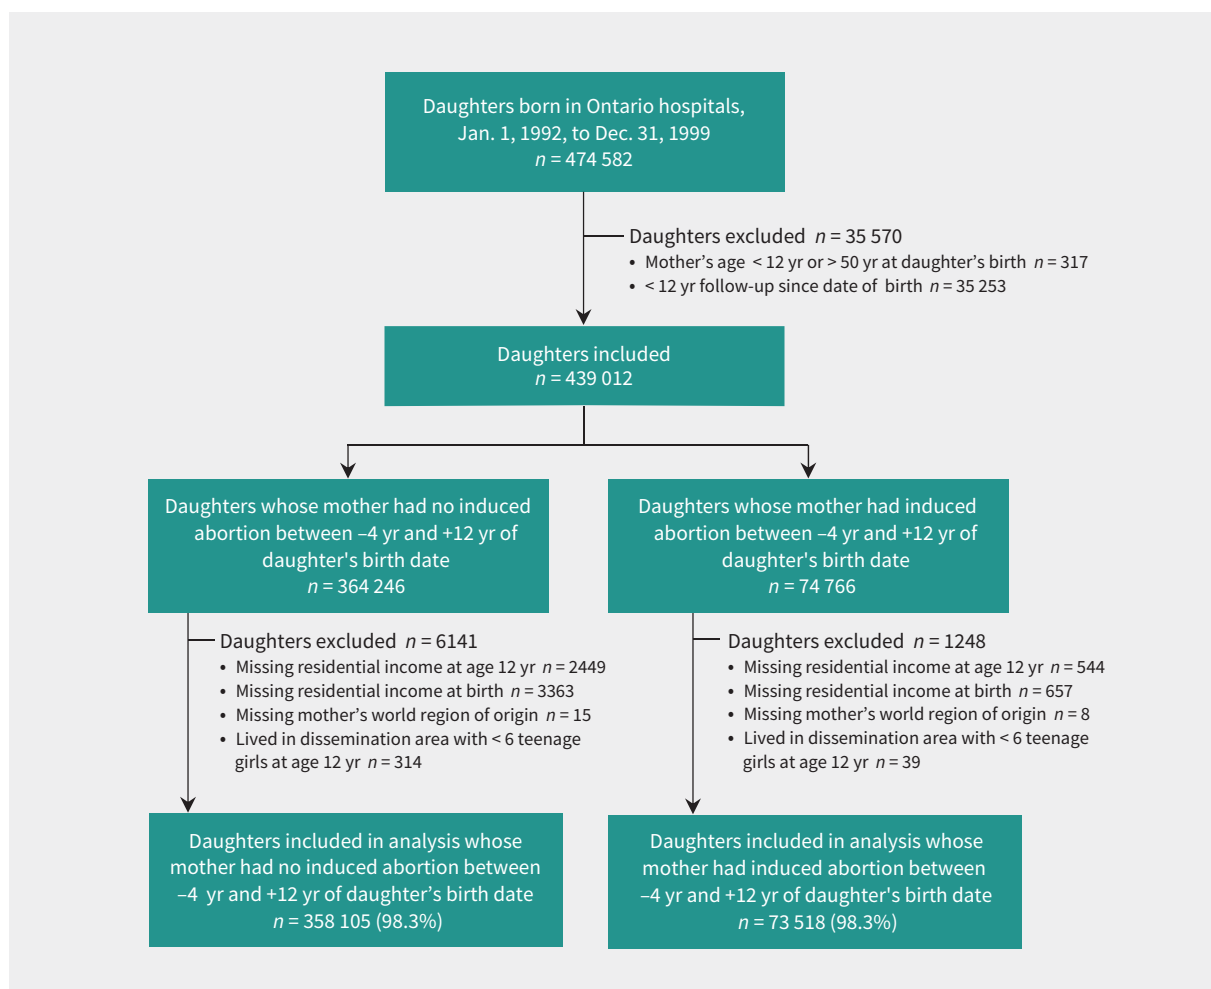 Daughters born in Ontario hospitals,
Jan. 1, 1992, to Dec. 31, 1999
n = 474 582
Daughters excluded n = 35 570
• Mother’s age < 12 yr or > 50 yr at daughter’s birth n = 317
• < 12 yr follow-up since date of birth n = 35 253
Daughters included
n = 439 012
Daughters whose mother had no induced
abortion between –4 yr and +12 yr of
daughter's birth date
n = 364 246
Daughters whose mother had induced
abortion between –4 yr and +12 yr of
daughter's birth date
n = 74 766
Daughters excluded n = 6141
• Missing residential income at age 12 yr n = 2449
• Missing residential income at birth n = 3363
• Missing mother’s world region of origin n = 15
• Lived in dissemination area with < 6 teenage
girls at age 12 yr n = 314
Daughters excluded n = 1248
• Missing residential income at age 12 yr n = 544
• Missing residential income at birth n = 657
• Missing mother’s world region of origin n = 8
• Lived in dissemination area with < 6 teenage
girls at age 12 yr n = 39
Daughters included in analysis whose
mother had no induced abortion between
–4 yr and +12 yr of daughter’s birth date
n = 358 105 (98.3%)
Daughters included in analysis whose
mother had induced abortion between
–4 yr and +12 yr of daughter's birth date
n = 73 518 (98.3%)